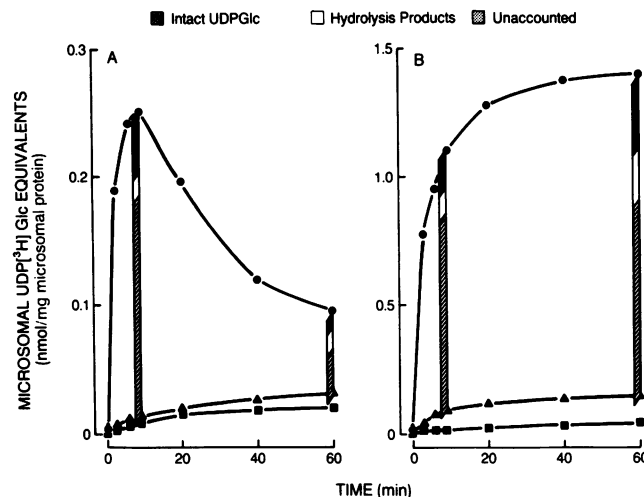 Intact UDPGlc Hydrolysis Products Unaccounted
A
B
MICROSOMAL UDP[³H] Glc EQUIVALENTS
(nmol/mg microsomal protein)
0.3
0.2
0.1
0
1.5
1.0
0.5
0
0 20 40 60
0 20 40 60
TIME (min)